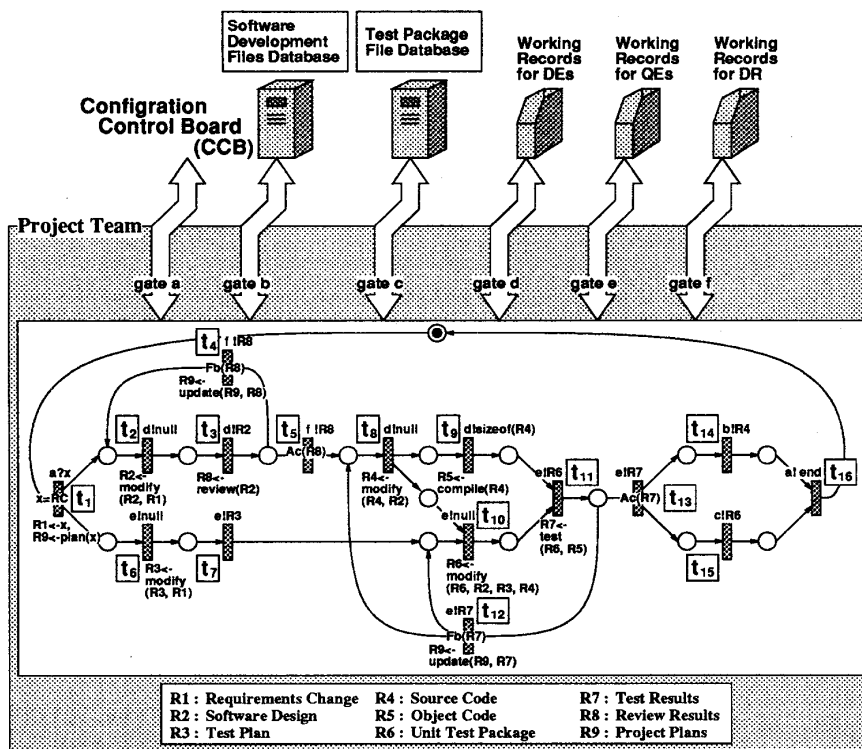 Software
Development
Files Database
Test Package
File Database
Working
Records
for DEs
Working
Records
for QEs
Working
Records
for DR
Configration
Control Board
(CCB)
Project Team
gate a
gate b
gate c
gate d
gate e
gate f
t4
f !R8
Fb(R8)
R9<-
update(R9, R8)
t2
d!null
R2<-
modify
(R2, R1)
t3
d!R2
R8<-
review(R2)
t5
f !R8
Ac(R8)
t8
d!null
R4<-
modify
(R4, R2)
t9
d!sizeof(R4)
R5<-
compile(R4)
t14
b!R4
a?x
x=RC
t1
R1<-x,
R9<-plan(x)
e!R6
t11
R7<-
test
(R6, R5)
e!R7
Ac(R7)
t13
a! end
t16
e!null
t6
R3<-
modify
(R3, R1)
e!R3
t7
e!null
t10
R6<-
modify
(R6, R2, R3, R4)
c!R6
t15
e!R7
t12
Fb(R7)
R9<-
update(R9, R7)
R1 : Requirements Change
R2 : Software Design
R3 : Test Plan
R4 : Source Code
R5 : Object Code
R6 : Unit Test Package
R7 : Test Results
R8 : Review Results
R9 : Project Plans